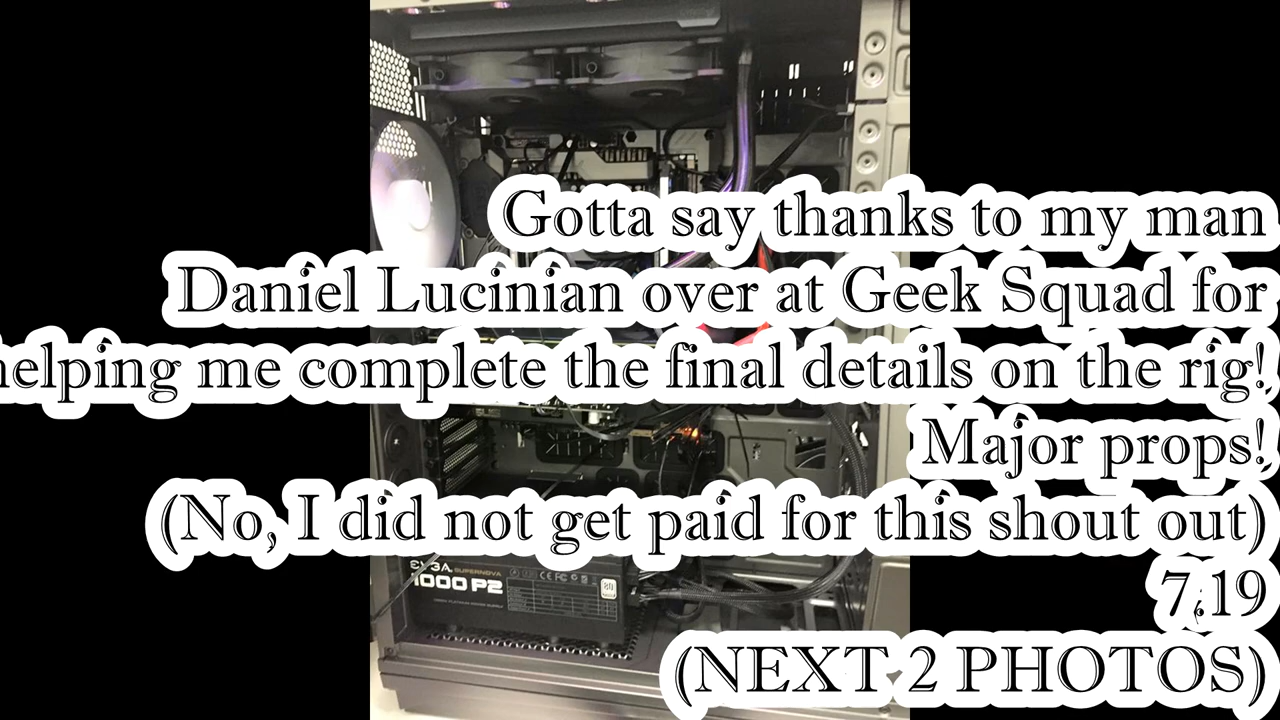 Gotta say thanks to my man
Daniel Lucinian over at Geek Squad for
helping me complete the final details on the rig!
Major props!
(No, I did not get paid for this shout out)
7.19
(NEXT 2 PHOTOS)
EVGA SUPERNOVA
1000 P2